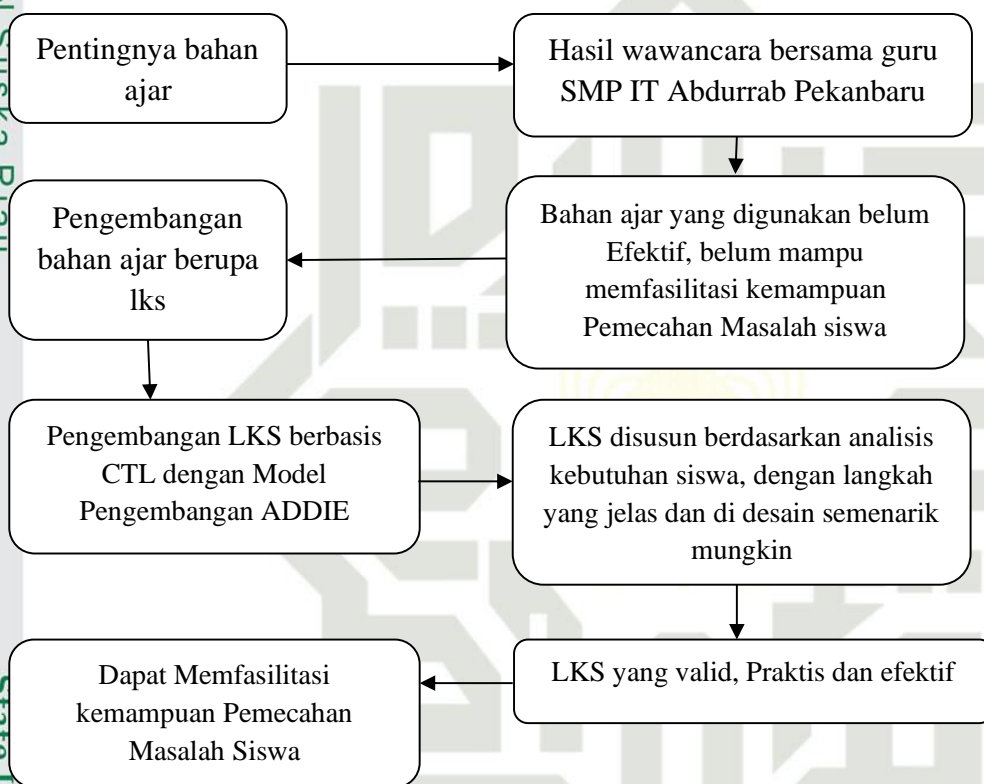 Pentingnya bahan
ajar
Hasil wawancara bersama guru
SMP IT Abdurrab Pekanbaru
Bahan ajar yang digunakan belum
Efektif, belum mampu
memfasilitasi kemampuan
Pemecahan Masalah siswa
Pengembangan
bahan ajar berupa
lks
Pengembangan LKS berbasis
CTL dengan Model
Pengembangan ADDIE
LKS disusun berdasarkan analisis
kebutuhan siswa, dengan langkah
yang jelas dan di desain semenarik
mungkin
LKS yang valid, Praktis dan efektif
Dapat Memfasilitasi
kemampuan Pemecahan
Masalah Siswa
Suska Riau
State